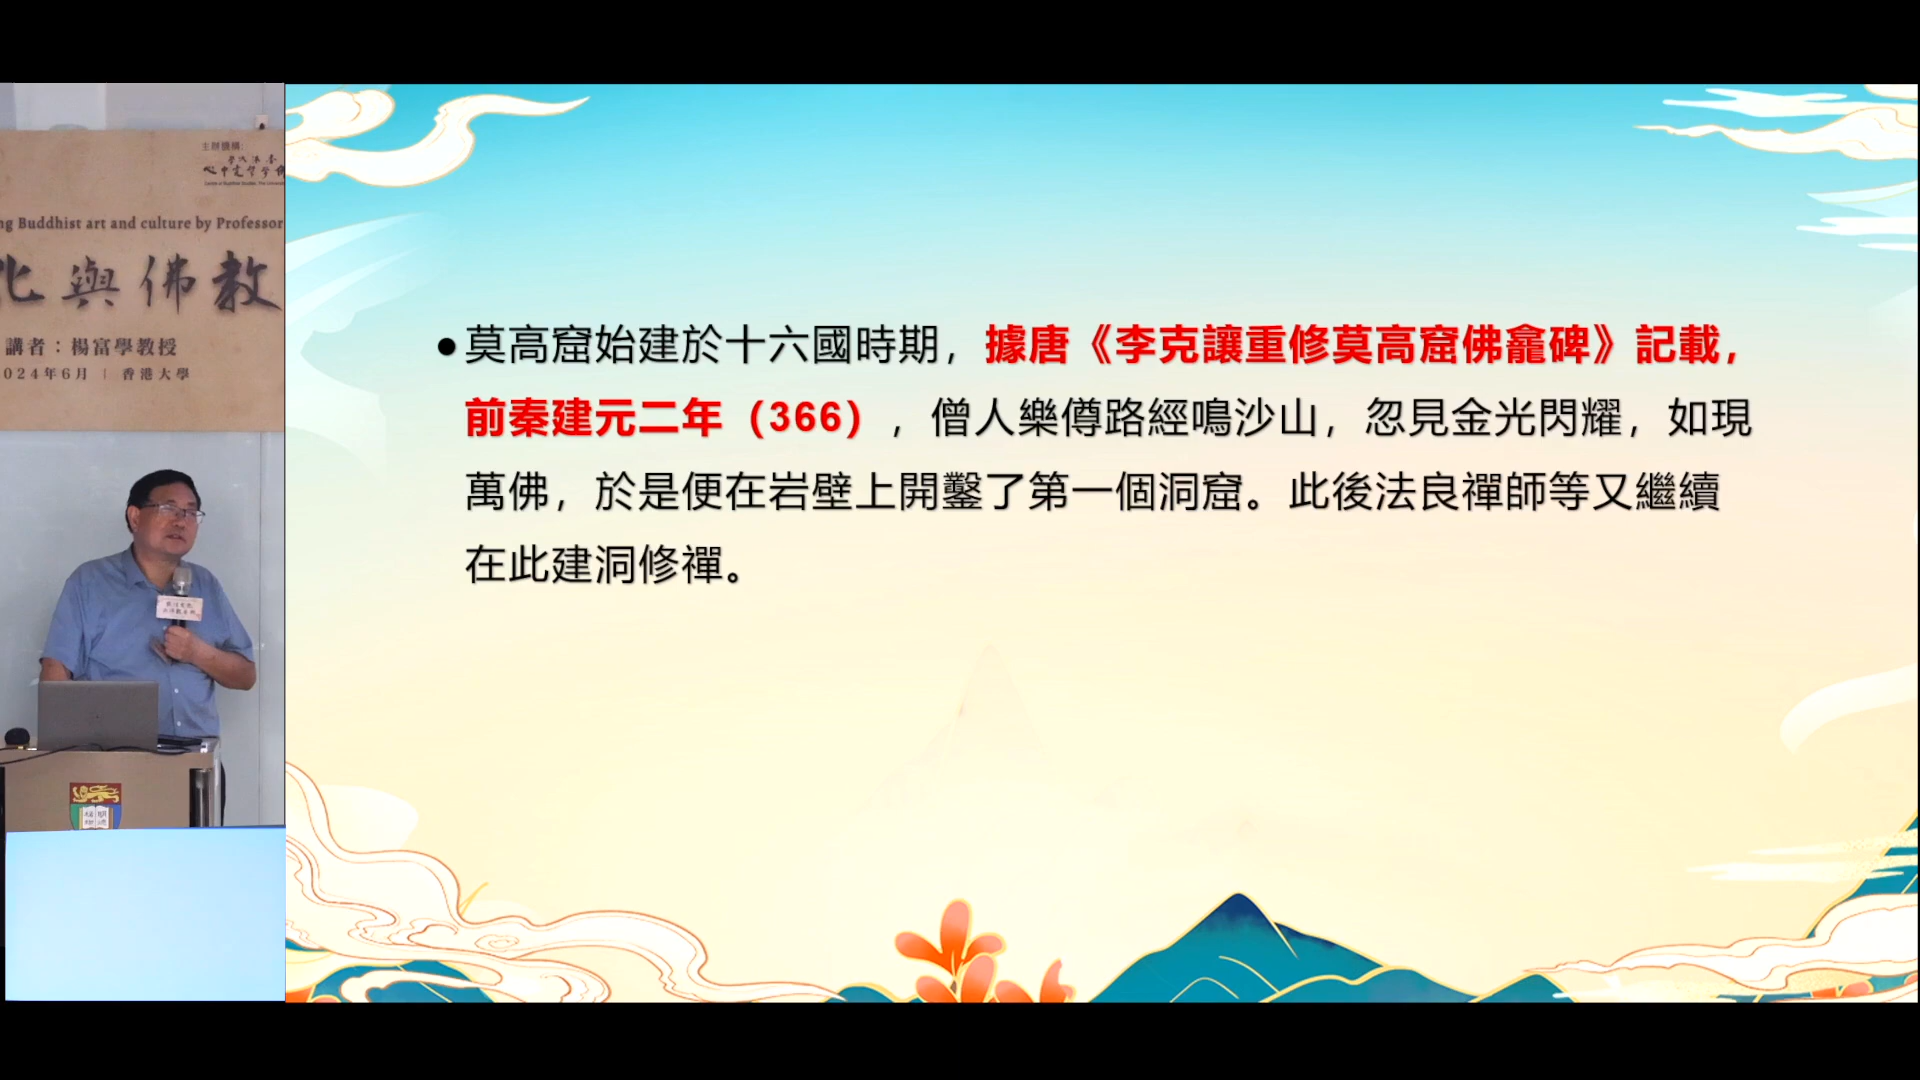 主辦機構:
ng Buddhist art and culture by Professor
化與佛教
講者：楊富學教授
024年6月 | 香港大學
●莫高窟始建於十六國時期，據唐《李克讓重修莫高窟佛龕碑》記載，
前秦建元二年（366），僧人樂僔路經鳴沙山，忽見金光閃耀，如現
萬佛，於是便在岩壁上開鑿了第一個洞窟。此後法良禪師等又繼續
在此建洞修禪。